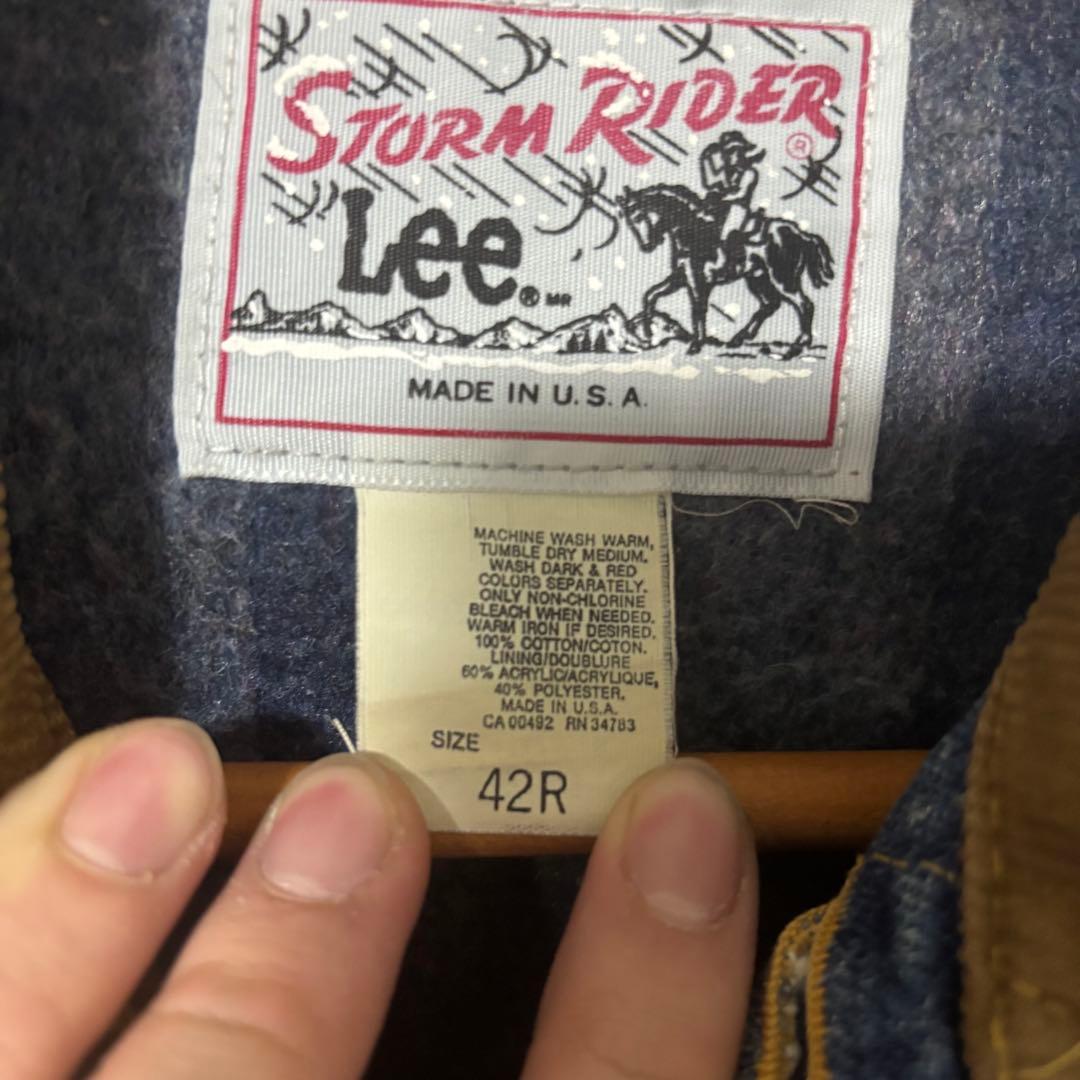 STORM RIDER ®
Lee ® MR
MADE IN U.S.A.
MACHINE WASH WARM,
TUMBLE DRY MEDIUM.
WASH DARK & RED
COLORS SEPARATELY.
ONLY NON-CHLORINE
BLEACH WHEN NEEDED.
WARM IRON IF DESIRED.
100% COTTON/COTON.
LINING/DOUBLURE
60% ACRYLIC/ACRYLIQUE,
40% POLYESTER.
MADE IN U.S.A.
CA 00492 RN 34783
SIZE
42R